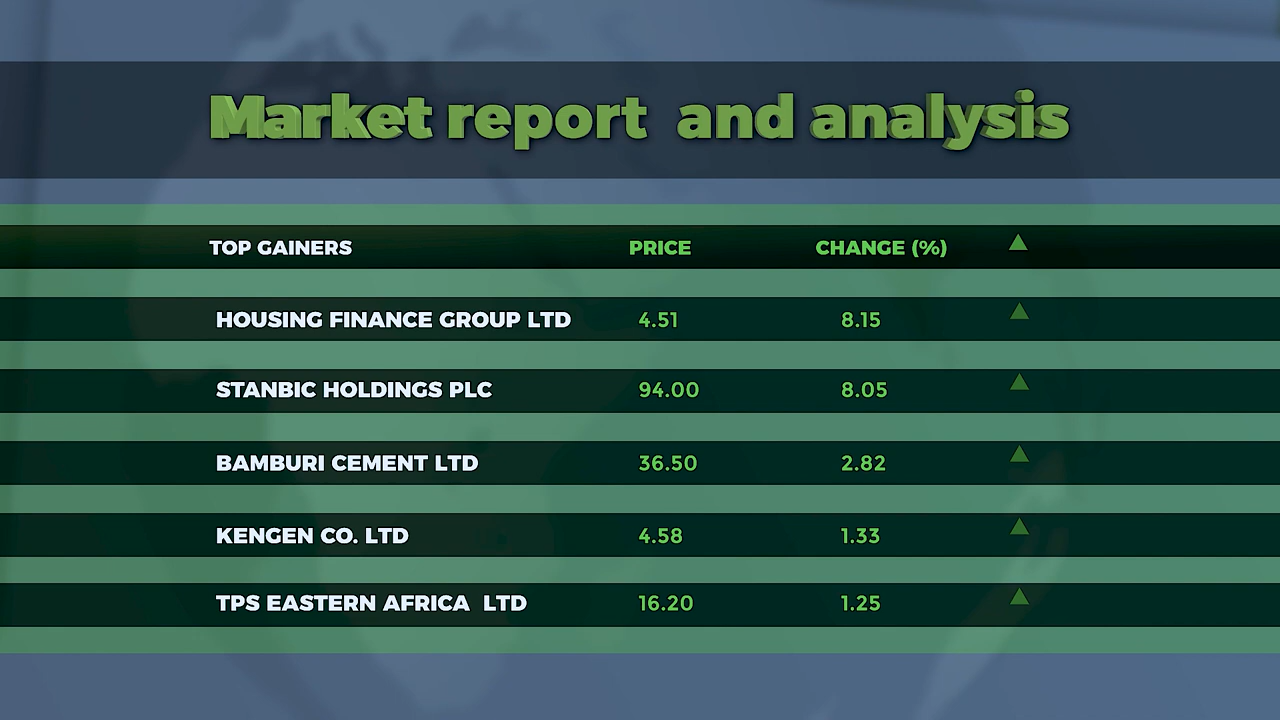 Market report  and analysis
TOP GAINERS PRICE CHANGE (%) ▲
HOUSING FINANCE GROUP LTD 4.51 8.15 ▲
STANBIC HOLDINGS PLC 94.00 8.05 ▲
BAMBURI CEMENT LTD 36.50 2.82 ▲
KENGEN CO. LTD 4.58 1.33 ▲
TPS EASTERN AFRICA  LTD 16.20 1.25 ▲